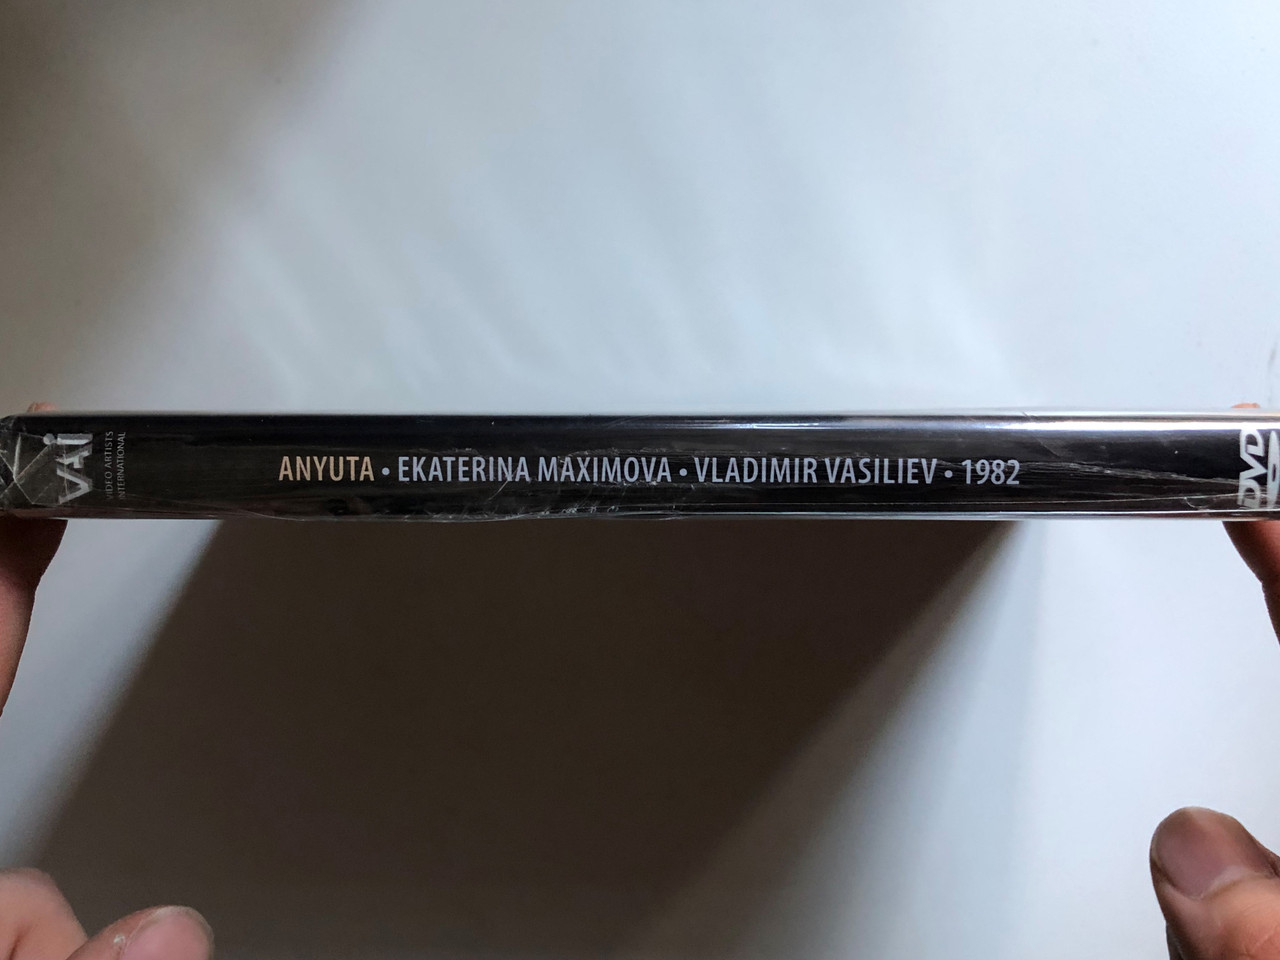 VAI
VIDEO ARTISTS
INTERNATIONAL
ANYUTA • EKATERINA MAXIMOVA • VLADIMIR VASILIEV • 1982
DVD